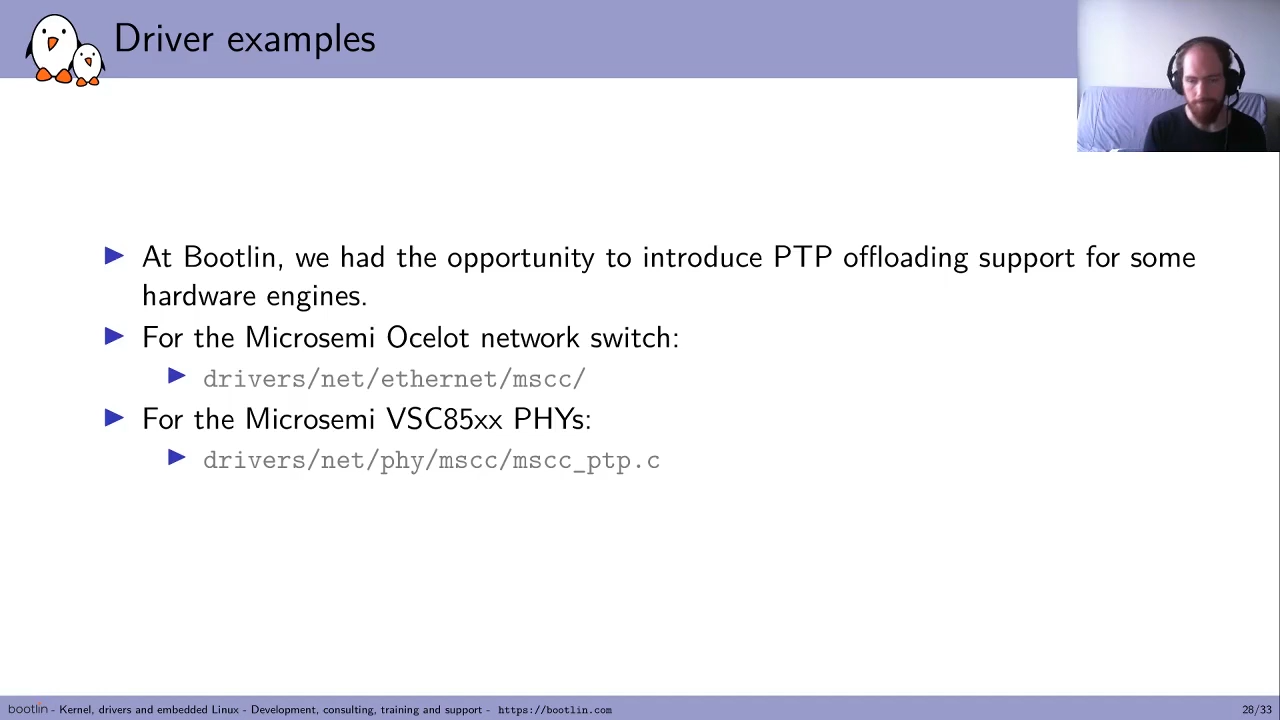 Driver examples
At Bootlin, we had the opportunity to introduce PTP offloading support for some
hardware engines.
For the Microsemi Ocelot network switch:
drivers/net/ethernet/mscc/
For the Microsemi VSC85xx PHYs:
drivers/net/phy/mscc/mscc_ptp.c
bootlin - Kernel, drivers and embedded Linux - Development, consulting, training and support - https://bootlin.com
28/33